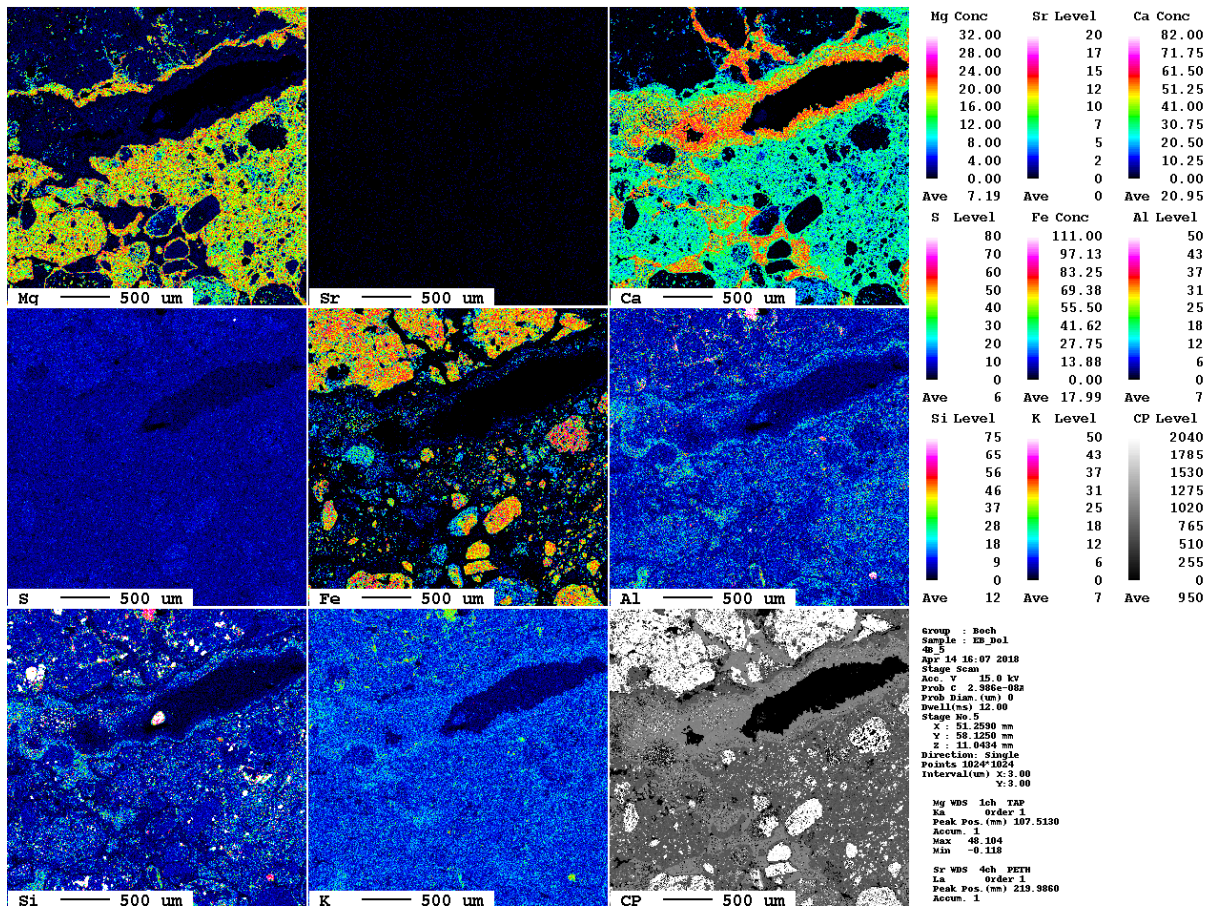 Mg Conc Sr Level Ca Conc
32.00 20 82.00
28.00 17 71.75
24.00 15 61.50
20.00 12 51.25
16.00 10 41.00
12.00 7 30.75
8.00 5 20.50
4.00 2 10.25
0.00 0 0.00
Ave 7.19 Ave 0 Ave 20.95
Mg 500 um Sr 500 um Ca 500 um
S Level Fe Conc Al Level
80 111.00 50
70 97.13 43
60 83.25 37
50 69.38 31
40 55.50 25
30 41.62 18
20 27.75 12
10 13.88 6
0 0.00 0
Ave 6 Ave 17.99 Ave 7
S 500 um Fe 500 um Al 500 um
Si Level K Level CP Level
75 50 2040
65 43 1785
56 37 1530
46 31 1275
37 25 1020
28 18 765
18 12 510
9 6 255
0 0 0
Ave 12 Ave 7 Ave 950
Group : Boch
Sample : EB_Dol
4B_5
Apr 14 16:07 2018
Stage Scan
Acc. V 15.0 kV
Prob C 2.986e-08A
Prob Diam.(um) 0
Dwell(ms) 12.00
Stage No.5
X : 51.2590 mm
Y : 58.1250 mm
Z : 11.0434 mm
Direction: Single
Points 1024*1024
Interval(um) X:3.00
Y:3.00
Mg WDS 1ch TAP
Ka Order 1
Peak Pos.(mm) 107.5130
Accum. 1
Max 48.104
Min -0.118
Sr WDS 4ch PETH
La Order 1
Peak Pos.(mm) 219.9860
Accum. 1
Si 500 um K 500 um CP 500 um